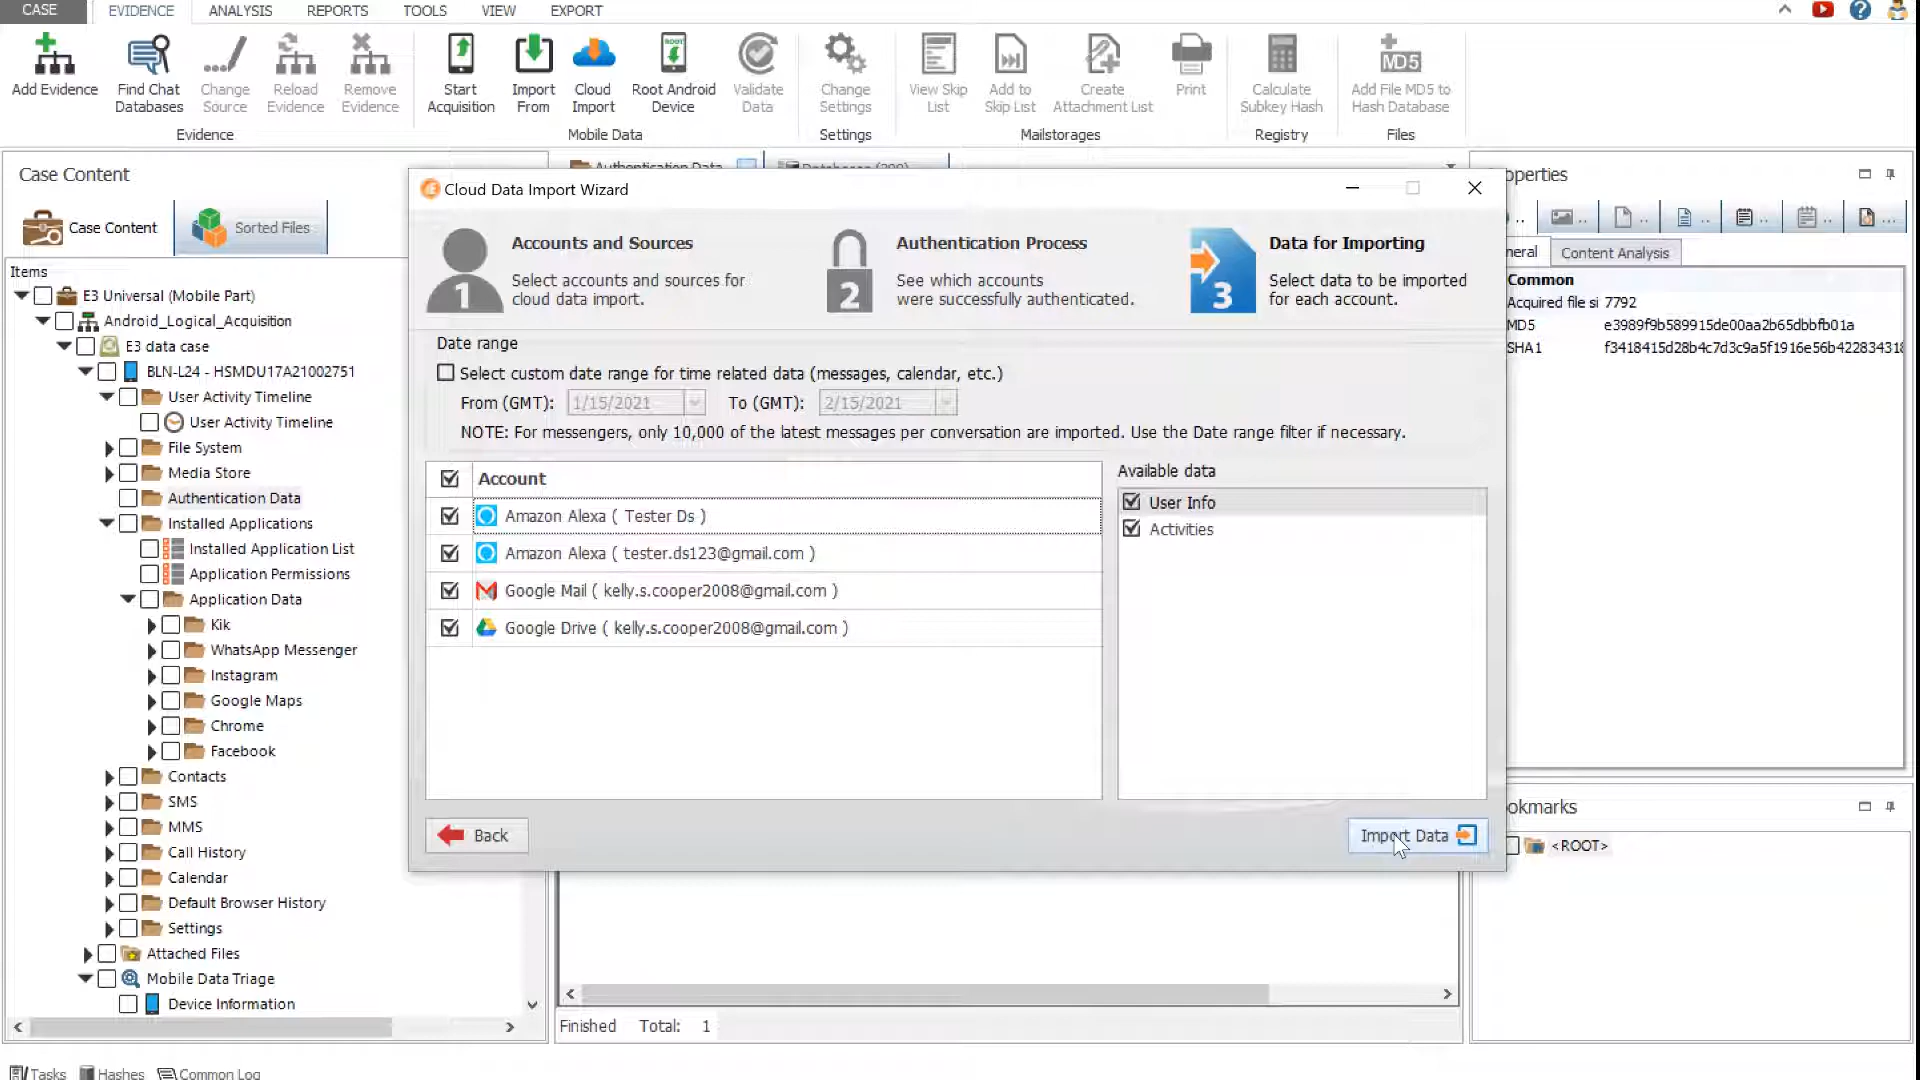 CASE EVIDENCE ANALYSIS REPORTS TOOLS VIEW EXPORT
Add Evidence
Find Chat Databases
Change Source
Reload Evidence
Remove Evidence
Start Acquisition
Import From
Cloud Import
Root Android Device
Validate Data
Change Settings
View Skip List
Add to Skip List
Create Attachment List
Print
Calculate Subkey Hash
Add File MD5 to Hash Database
Evidence
Mobile Data
Settings
Mailstorages
Registry
Files
Case Content
Case Content
Sorted Files
Items
E3 Universal (Mobile Part)
Android_Logical_Acquisition
E3 data case
BLN-L24 - HSMDU17A21002751
User Activity Timeline
User Activity Timeline
File System
Media Store
Authentication Data
Installed Applications
Installed Application List
Application Permissions
Application Data
Kik
WhatsApp Messenger
Instagram
Google Maps
Chrome
Facebook
Contacts
SMS
MMS
Call History
Calendar
Default Browser History
Settings
Attached Files
Mobile Data Triage
Device Information
Authentication Data
Cloud Data Import Wizard
1
Accounts and Sources
Select accounts and sources for
cloud data import.
2
Authentication Process
See which accounts
were successfully authenticated.
3
Data for Importing
Select data to be imported
for each account.
Date range
Select custom date range for time related data (messages, calendar, etc.)
From (GMT): 1/15/2021 To (GMT): 2/15/2021
NOTE: For messengers, only 10,000 of the latest messages per conversation are imported. Use the Date range filter if necessary.
Account
Amazon Alexa ( Tester Ds )
Amazon Alexa ( tester.ds123@gmail.com )
Google Mail ( kelly.s.cooper2008@gmail.com )
Google Drive ( kelly.s.cooper2008@gmail.com )
Available data
User Info
Activities
Back
Import Data
Finished Total: 1
operties
neral Content Analysis
Common
Acquired file si 7792
MD5 e3989f9b589915de00aa2b65dbbfb01a
SHA1 f3418415d28b4c7d3c9a5f1916e56b422834318
okmarks
<ROOT>
Tasks Hashes Common Log